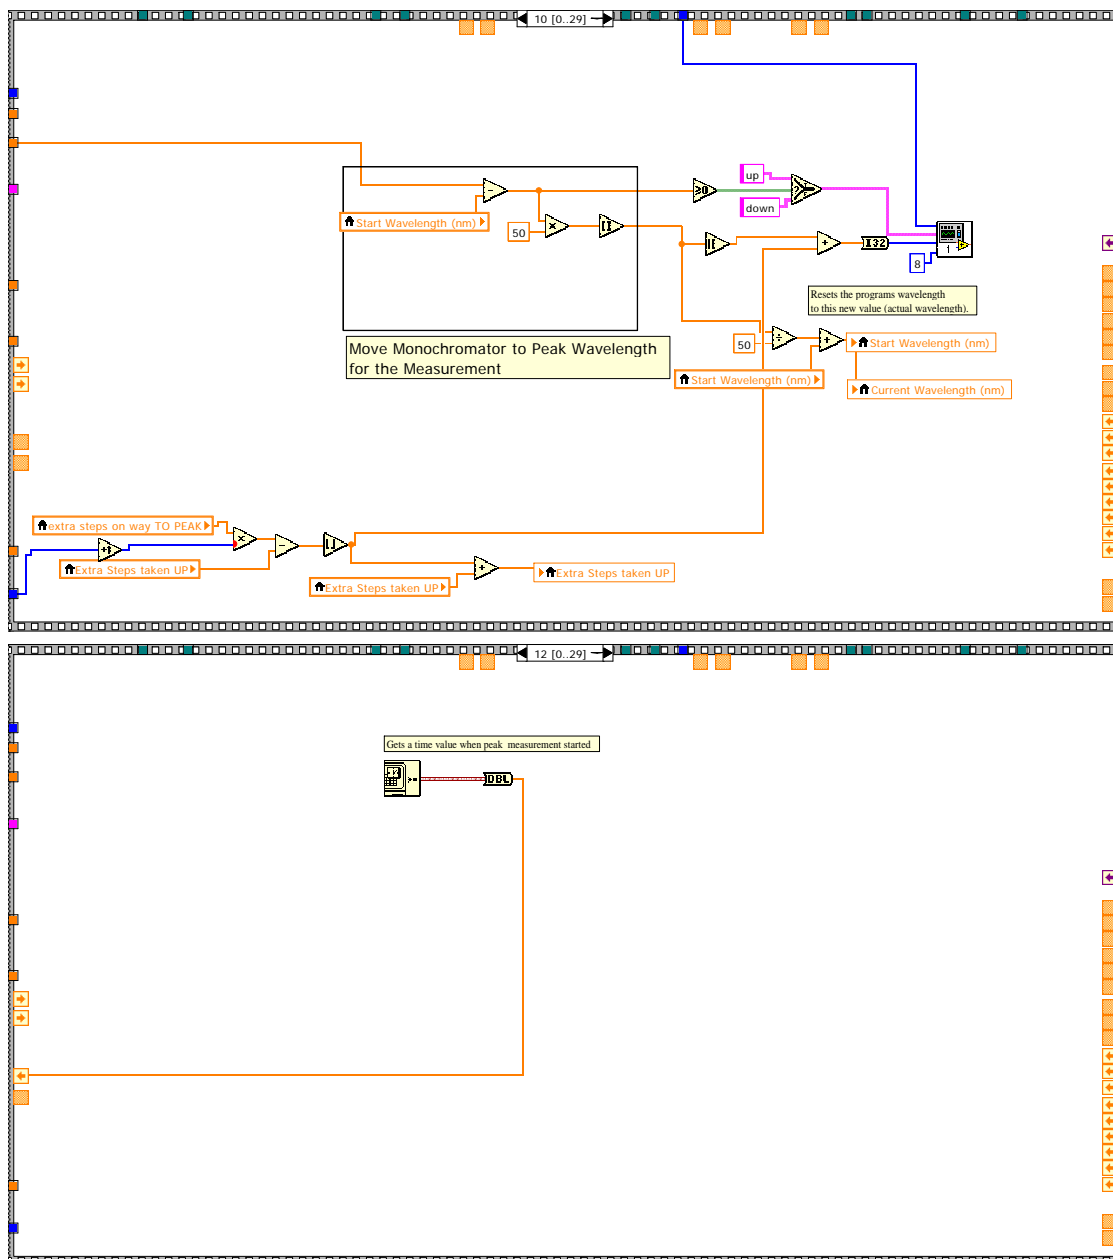 10 [0..29]
up
down
Start Wavelength (nm)
50
≥0
I32
1
8
Resets the programs wavelength
to this new value (actual wavelength).
50
Start Wavelength (nm)
Move Monochromator to Peak Wavelength
for the Measurement
Start Wavelength (nm)
Current Wavelength (nm)
extra steps on way TO PEAK
+1
Extra Steps taken UP
Extra Steps taken UP
Extra Steps taken UP
12 [0..29]
Gets a time value when peak measurement started
DBL